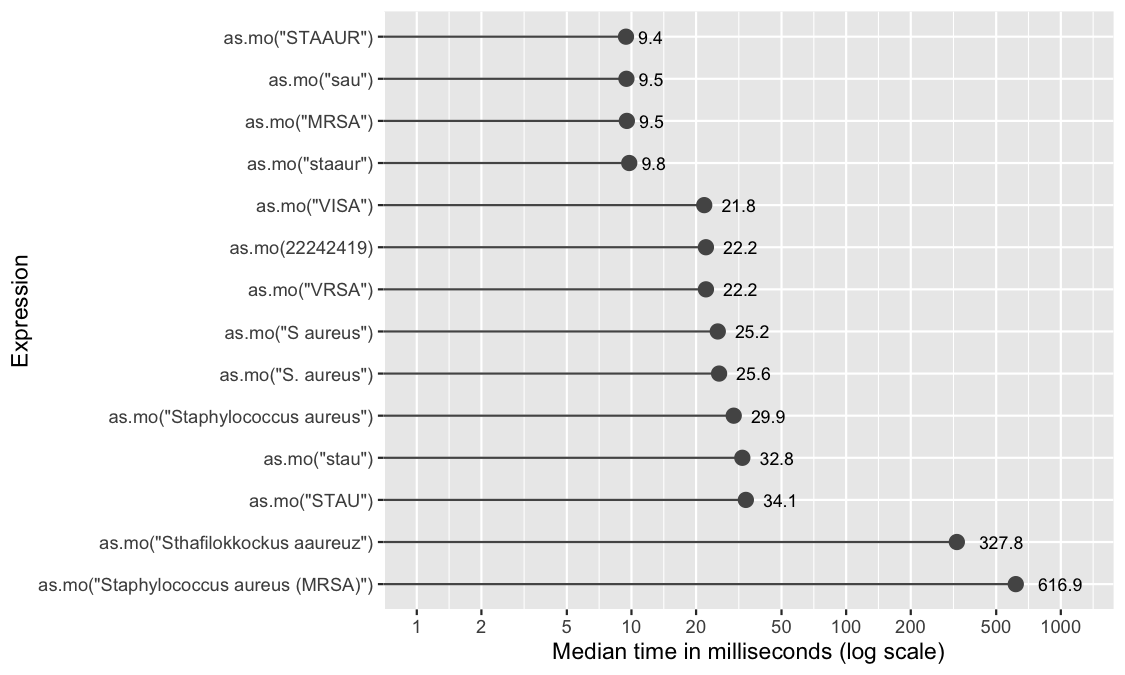 as.mo("STAAUR") 9.4
as.mo("sau") 9.5
as.mo("MRSA") 9.5
as.mo("staaur") 9.8
as.mo("VISA") 21.8
as.mo(22242419) 22.2
as.mo("VRSA") 22.2
as.mo("S aureus") 25.2
as.mo("S. aureus") 25.6
as.mo("Staphylococcus aureus") 29.9
as.mo("stau") 32.8
as.mo("STAU") 34.1
as.mo("Sthafilokkockus aaureuz") 327.8
as.mo("Staphylococcus aureus (MRSA)") 616.9
Expression
1 2 5 10 20 50 100 200 500 1000
Median time in milliseconds (log scale)